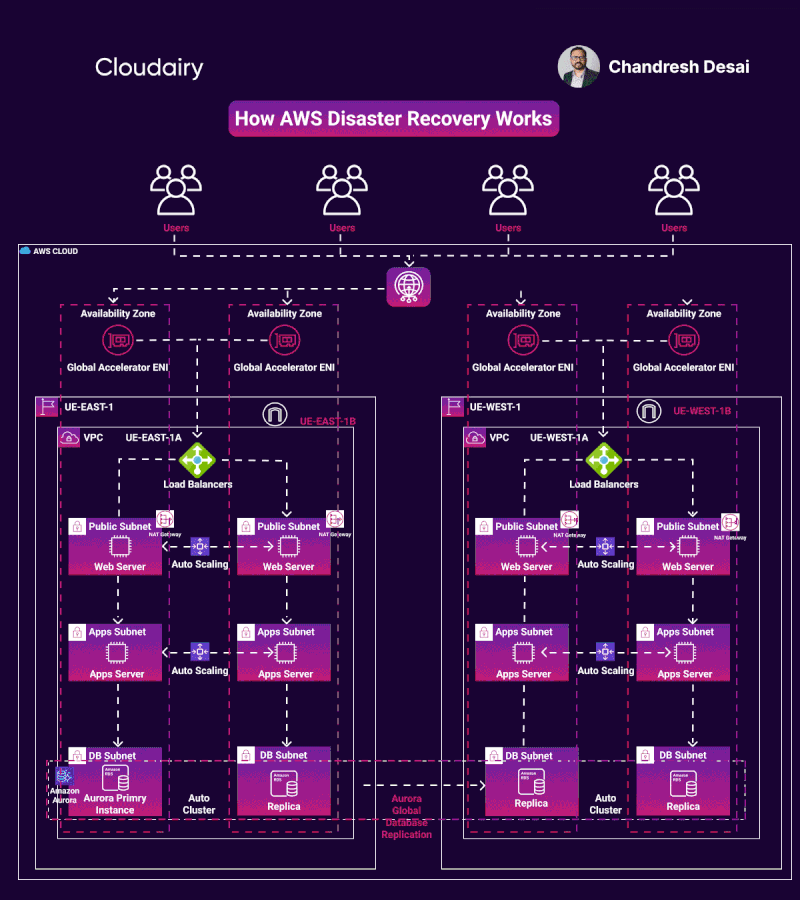 Cloudairy
Chandresh Desai
How AWS Disaster Recovery Works
Users
Users
Users
Users
AWS CLOUD
Availability Zone
Availability Zone
Availability Zone
Availability Zone
Global Accelerator ENI
Global Accelerator ENI
Global Accelerator ENI
Global Accelerator ENI
UE-EAST-1
UE-EAST-1B
UE-WEST-1
UE-WEST-1B
VPC
UE-EAST-1A
VPC
UE-WEST-1A
Load Balancers
Load Balancers
Public Subnet
Public Subnet
Public Subnet
Public Subnet
NAT Gateway
NAT Gateway
NAT Gateway
NAT Gateway
Web Server
Auto Scaling
Web Server
Web Server
Auto Scaling
Web Server
Apps Subnet
Apps Subnet
Apps Subnet
Apps Subnet
Apps Server
Auto Scaling
Apps Server
Apps Server
Auto Scaling
Apps Server
DB Subnet
DB Subnet
DB Subnet
DB Subnet
Amazon
RDS
Amazon
RDS
Amazon
RDS
Amazon
RDS
Amazon
Aurora
Aurora Primry
Instance
Auto
Cluster
Replica
Aurora
Global
Database
Replication
Replica
Auto
Cluster
Replica